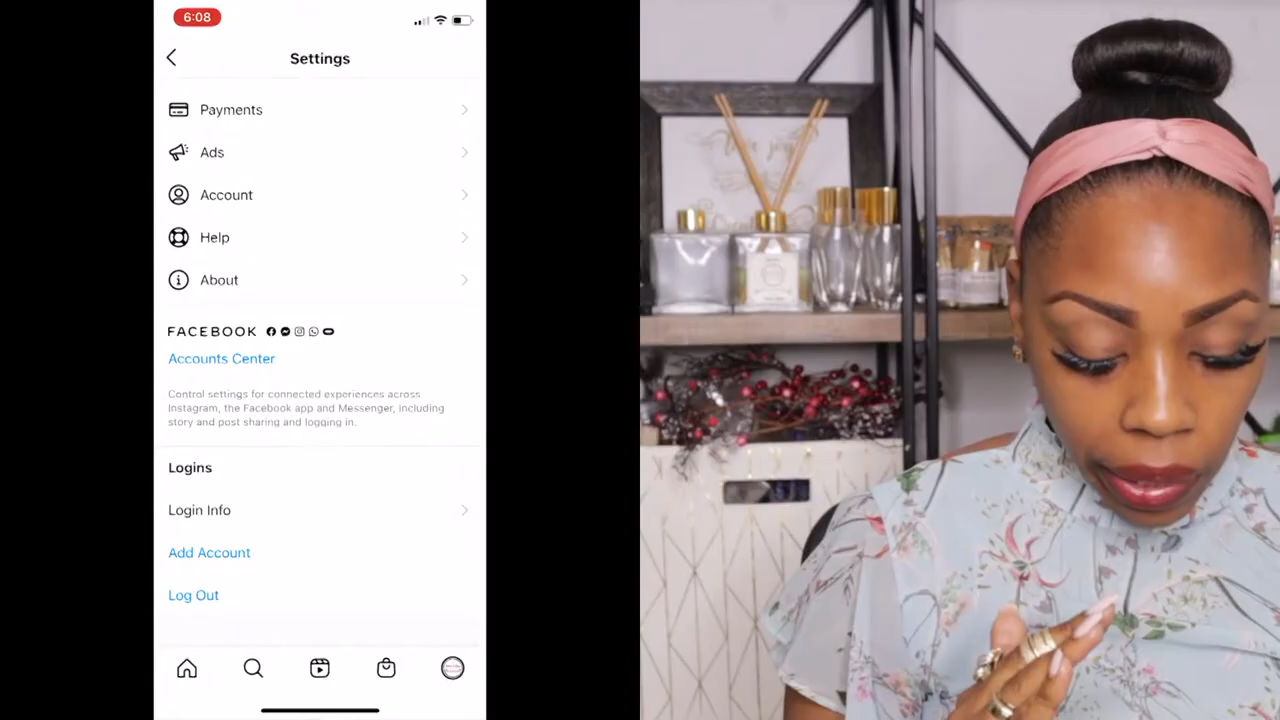 6:08
Settings
Payments
Ads
Account
Help
About
FACEBOOK
Accounts Center
Control settings for connected experiences across
Instagram, the Facebook app and Messenger, including
story and post sharing and logging in.
Logins
Login Info
Add Account
Log Out